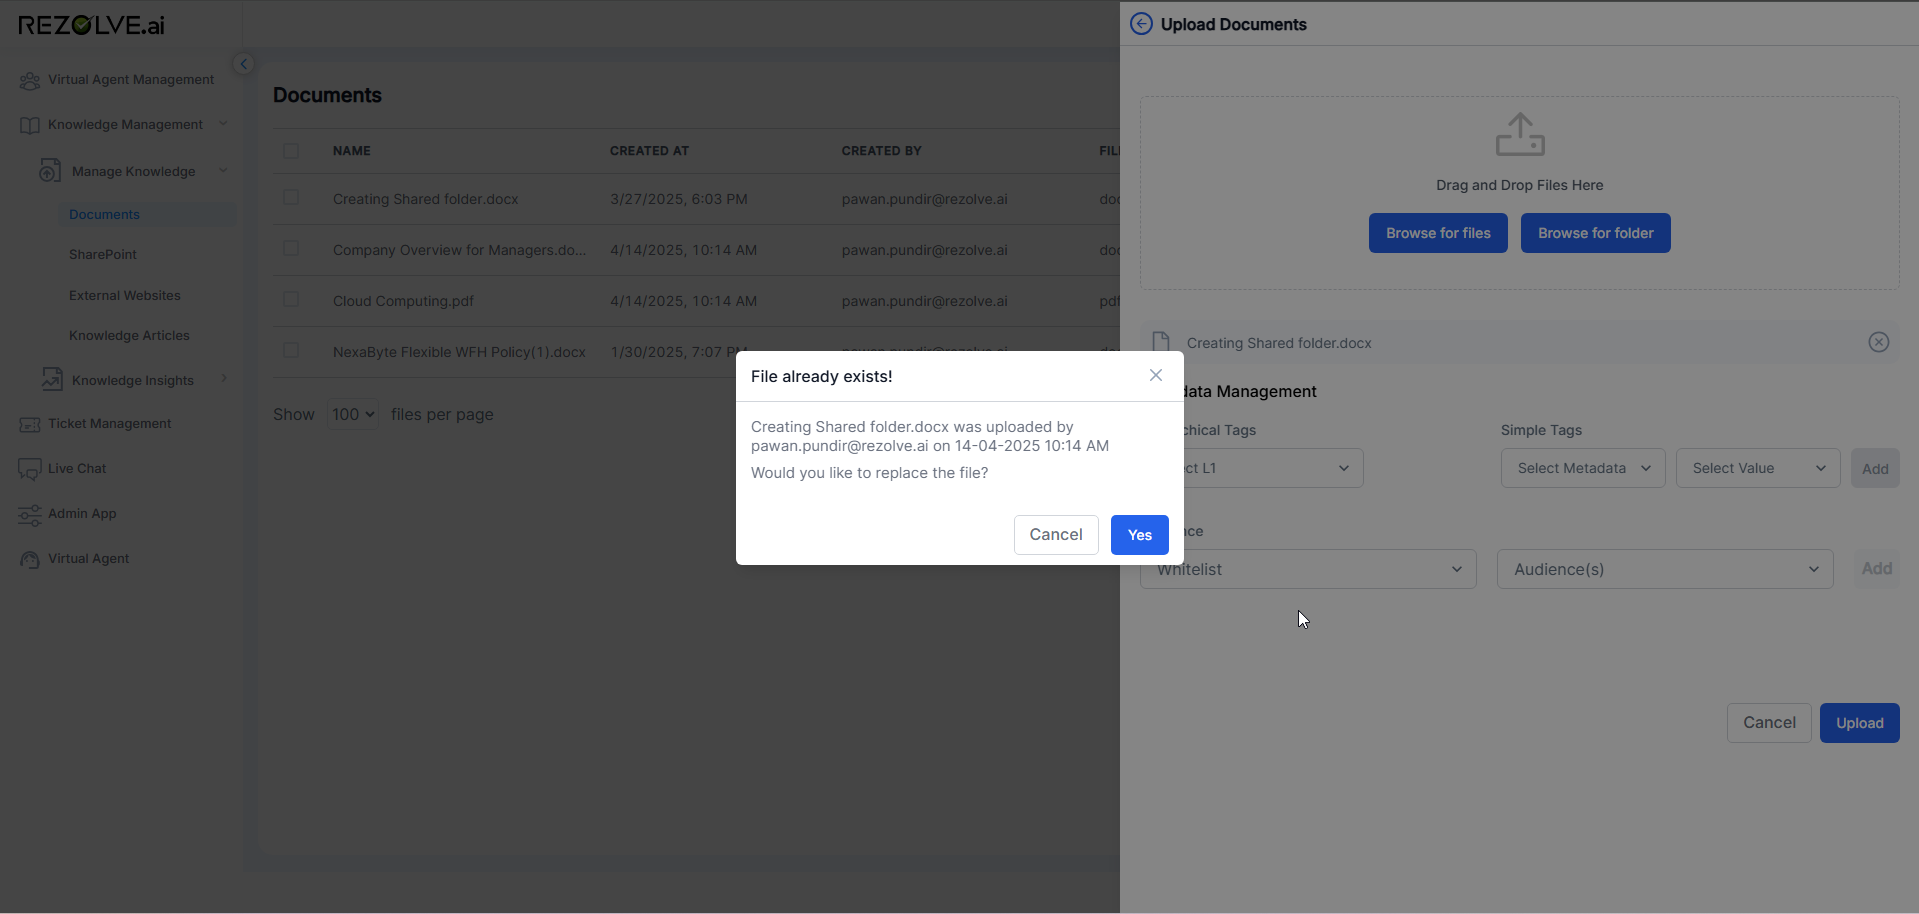 REZOLVE.ai
Virtual Agent Management
Knowledge Management
Manage Knowledge
Documents
SharePoint
External Websites
Knowledge Articles
Knowledge Insights
Ticket Management
Live Chat
Admin App
Virtual Agent
Documents
NAME CREATED AT CREATED BY FIL
Creating Shared folder.docx 3/27/2025, 6:03 PM pawan.pundir@rezolve.ai doc
Company Overview for Managers.do... 4/14/2025, 10:14 AM pawan.pundir@rezolve.ai doc
Cloud Computing.pdf 4/14/2025, 10:14 AM pawan.pundir@rezolve.ai pdf
NexaByte Flexible WFH Policy(1).docx 1/30/2025, 7:07 PM
Show 100 files per page
File already exists!
Creating Shared folder.docx was uploaded by
pawan.pundir@rezolve.ai on 14-04-2025 10:14 AM
Would you like to replace the file?
Cancel Yes
Upload Documents
Drag and Drop Files Here
Browse for files Browse for folder
Creating Shared folder.docx
data Management
chical Tags Simple Tags
ct L1 Select Metadata Select Value Add
nce
Whitelist Audience(s) Add
Cancel Upload